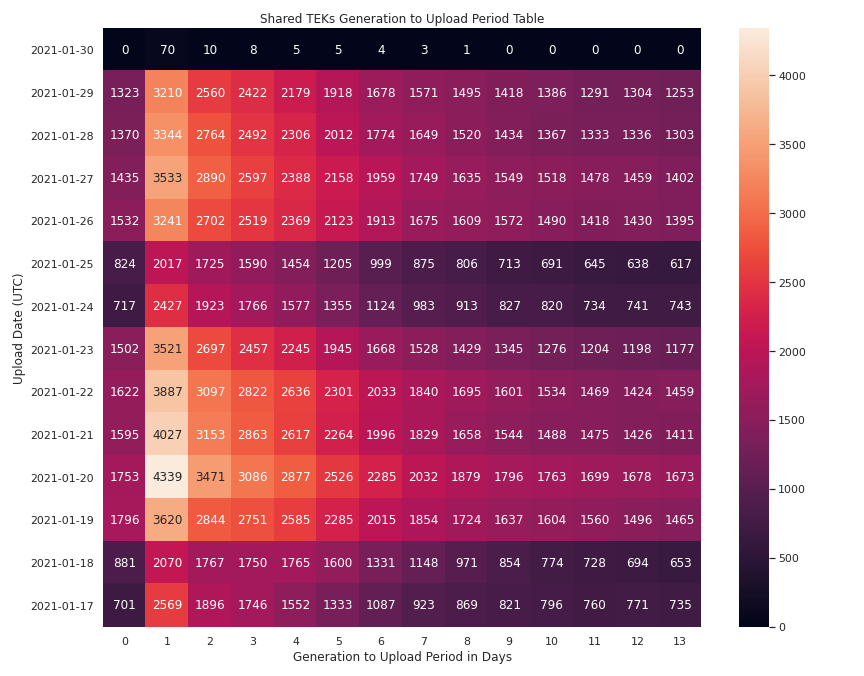 Shared TEKs Generation to Upload Period Table
2021-01-30 0 70 10 8 5 5 4 3 1 0 0 0 0 0
2021-01-29 1323 3210 2560 2422 2179 1918 1678 1571 1495 1418 1386 1291 1304 1253
2021-01-28 1370 3344 2764 2492 2306 2012 1774 1649 1520 1434 1367 1333 1336 1303
2021-01-27 1435 3533 2890 2597 2388 2158 1959 1749 1635 1549 1518 1478 1459 1402
2021-01-26 1532 3241 2702 2519 2369 2123 1913 1675 1609 1572 1490 1418 1430 1395
2021-01-25 824 2017 1725 1590 1454 1205 999 875 806 713 691 645 638 617
2021-01-24 717 2427 1923 1766 1577 1355 1124 983 913 827 820 734 741 743
2021-01-23 1502 3521 2697 2457 2245 1945 1668 1528 1429 1345 1276 1204 1198 1177
2021-01-22 1622 3887 3097 2822 2636 2301 2033 1840 1695 1601 1534 1469 1424 1459
2021-01-21 1595 4027 3153 2863 2617 2264 1996 1829 1658 1544 1488 1475 1426 1411
2021-01-20 1753 4339 3471 3086 2877 2526 2285 2032 1879 1796 1763 1699 1678 1673
2021-01-19 1796 3620 2844 2751 2585 2285 2015 1854 1724 1637 1604 1560 1496 1465
2021-01-18 881 2070 1767 1750 1765 1600 1331 1148 971 854 774 728 694 653
2021-01-17 701 2569 1896 1746 1552 1333 1087 923 869 821 796 760 771 735
0 1 2 3 4 5 6 7 8 9 10 11 12 13
Generation to Upload Period in Days
Upload Date (UTC)
4000
3500
3000
2500
2000
1500
1000
500
0